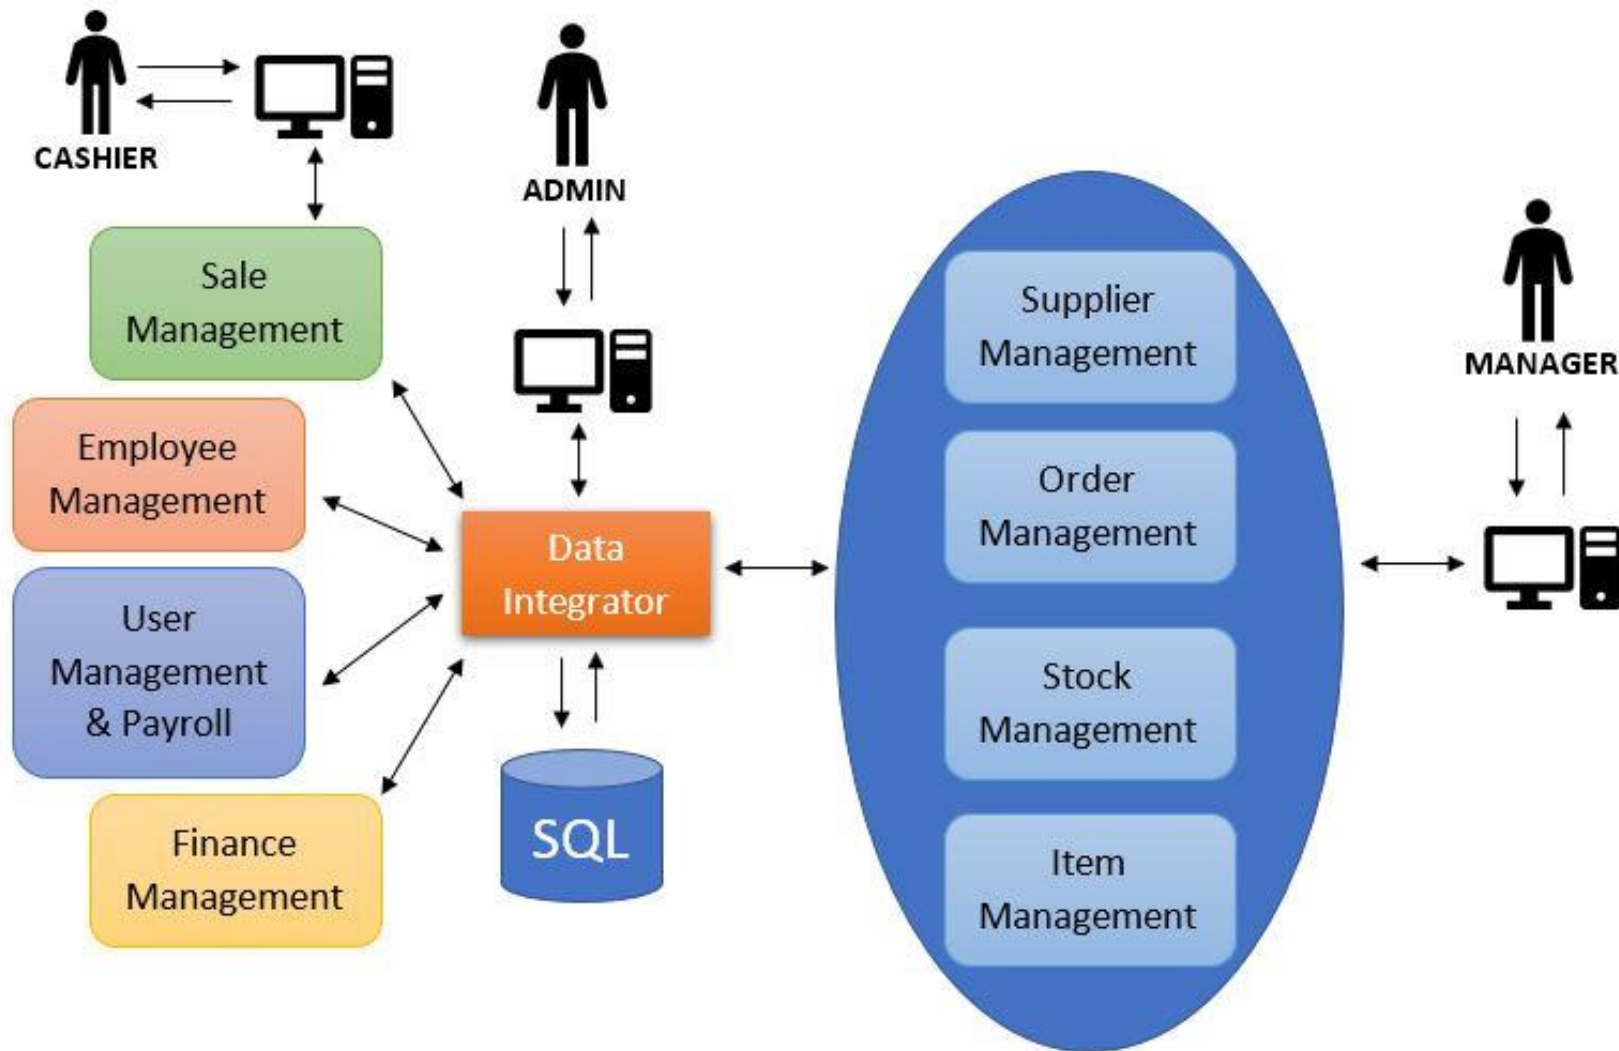 CASHIER
ADMIN
Sale
Management
Employee
Management
User
Management
& Payroll
Finance
Management
Data
Integrator
SQL
Supplier
Management
Order
Management
Stock
Management
Item
Management
MANAGER